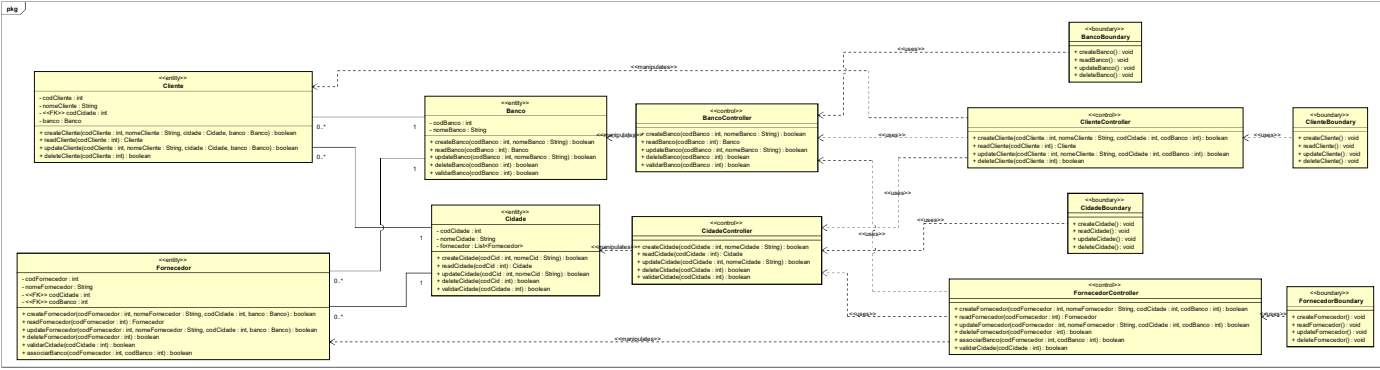 pkg
<<boundary>>
BancoBoundary
+ createBanco() : void
+ readBanco() : void
+ updateBanco() : void
+ deleteBanco() : void
<<uses>>
<<manipulates>>
<<entity>>
Cliente
- codCliente : int
- nomeCliente : String
- <<FK>> codCidade : int
- banco : Banco
+ createCliente(codCliente : int, nomeCliente : String, cidade : Cidade, banco : Banco) : boolean
+ readCliente(codCliente : int) : Cliente
+ updateCliente(codCliente : int, nomeCliente : String, cidade : Cidade, banco : Banco) : boolean
+ deleteCliente(codCliente : int) : boolean
0..*
0..*
1
1
<<entity>>
Banco
- codBanco : int
- nomeBanco : String
+ createBanco(codBanco : int, nomeBanco : String) : boolean
+ readBanco(codBanco : int) : Banco
+ updateBanco(codBanco : int, nomeBanco : String) : boolean
+ deleteBanco(codBanco : int) : boolean
+ validarBanco(codBanco : int) : boolean
<<manipulates>>
<<control>>
BancoController
+ createBanco(codBanco : int, nomeBanco : String) : boolean
+ readBanco(codBanco : int) : Banco
+ updateBanco(codBanco : int, nomeBanco : String) : boolean
+ deleteBanco(codBanco : int) : boolean
+ validarBanco(codBanco : int) : boolean
<<uses>>
<<control>>
ClienteController
+ createCliente(codCliente : int, nomeCliente : String, codCidade : int, codBanco : int) : boolean
+ readCliente(codCliente : int) : Cliente
+ updateCliente(codCliente : int, nomeCliente : String, codCidade : int, codBanco : int) : boolean
+ deleteCliente(codCliente : int) : boolean
<<uses>>
<<boundary>>
ClienteBoundary
+ createCliente() : void
+ readCliente() : void
+ updateCliente() : void
+ deleteCliente() : void
<<uses>>
<<boundary>>
CidadeBoundary
+ createCidade() : void
+ readCidade() : void
+ updateCidade() : void
+ deleteCidade() : void
<<uses>>
<<uses>>
<<entity>>
Cidade
- codCidade : int
- nomeCidade : String
- fornecedor : List<Fornecedor>
+ createCidade(codCid : int, nomeCid : String) : boolean
+ readCidade(codCid : int) : Cidade
+ updateCidade(codCid : int, nomeCid : String) : boolean
+ deleteCidade(codCid : int) : boolean
+ validarCidade(codCidade : int) : boolean
1
1
<<manipulates>>
<<control>>
CidadeController
+ createCidade(codCidade : int, nomeCidade : String) : boolean
+ readCidade(codCidade : int) : Cidade
+ updateCidade(codCidade : int, nomeCidade : String) : boolean
+ deleteCidade(codCidade : int) : boolean
+ validarCidade(codCidade : int) : boolean
<<entity>>
Fornecedor
- codFornecedor : int
- nomeFornecedor : String
- <<FK>> codCidade : int
- <<FK>> codBanco : int
+ createFornecedor(codFornecedor : int, nomeFornecedor : String, codCidade : int, banco : Banco) : boolean
+ readFornecedor(codFornecedor : int) : Fornecedor
+ updateFornecedor(codFornecedor : int, nomeFornecedor : String, codCidade : int, banco : Banco) : boolean
+ deleteFornecedor(codFornecedor : int) : boolean
+ validarCidade(codCidade : int) : boolean
+ associarBanco(codFornecedor : int, codBanco : int) : boolean
0..*
0..*
<<uses>>
<<manipulates>>
<<control>>
FornecedorController
+ createFornecedor(codFornecedor : int, nomeFornecedor : String, codCidade : int, codBanco : int) : boolean
+ readFornecedor(codFornecedor : int) : Fornecedor
+ updateFornecedor(codFornecedor : int, nomeFornecedor : String, codCidade : int, codBanco : int) : boolean
+ deleteFornecedor(codFornecedor : int) : boolean
+ associarBanco(codFornecedor : int, codBanco : int) : boolean
+ validarCidade(codCidade : int) : boolean
<<uses>>
<<boundary>>
FornecedorBoundary
+ createFornecedor() : void
+ readFornecedor() : void
+ updateFornecedor() : void
+ deleteFornecedor() : void